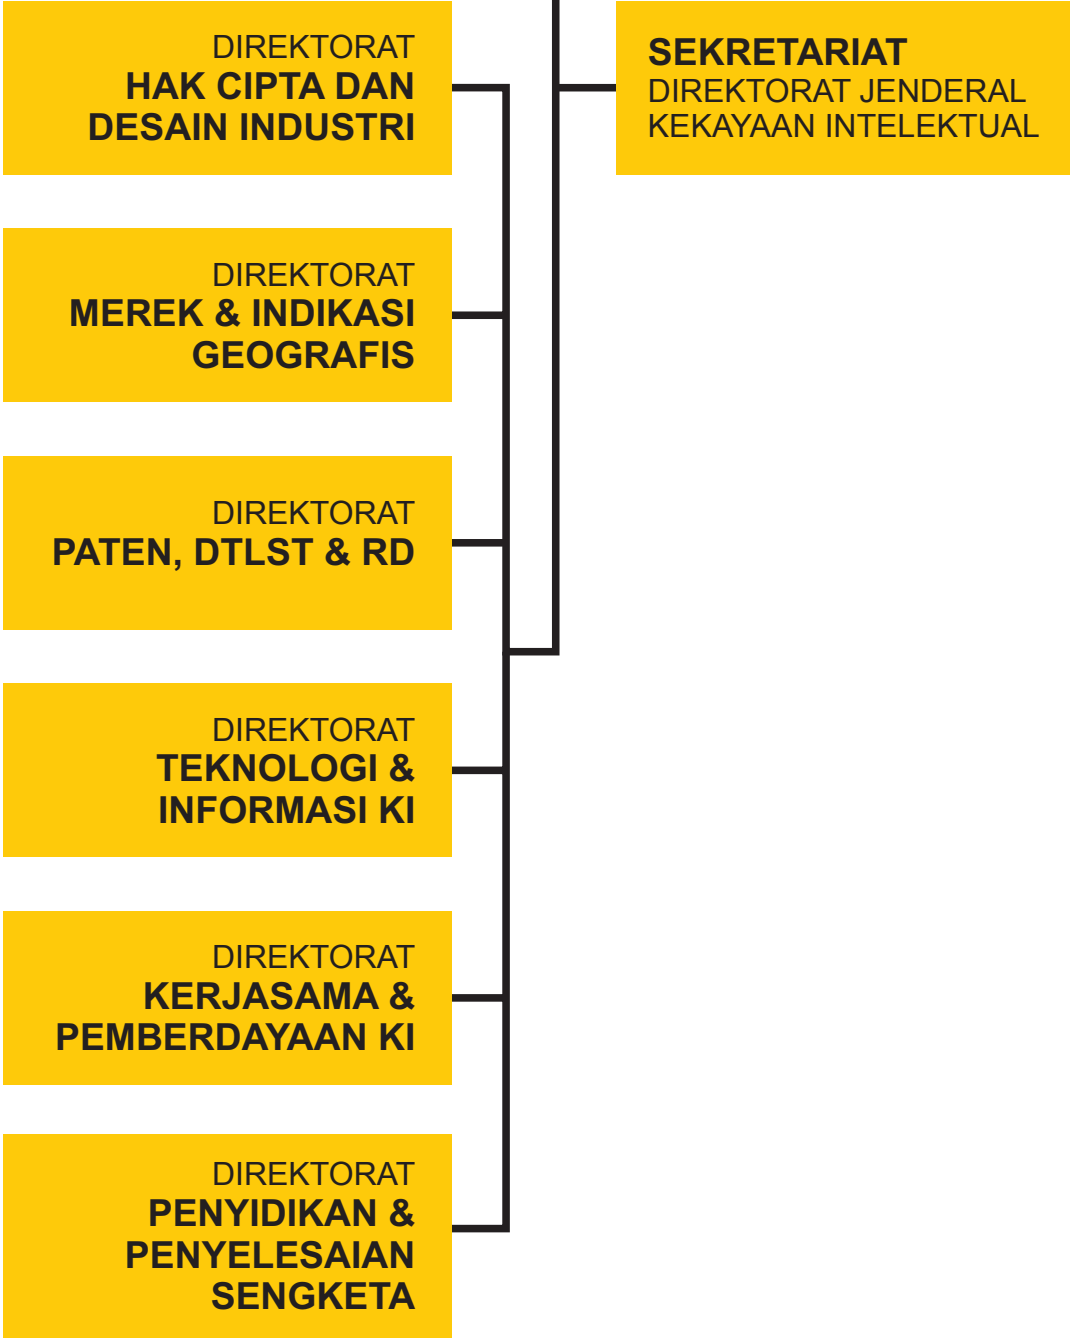 DIREKTORAT
HAK CIPTA DAN
DESAIN INDUSTRI
SEKRETARIAT
DIREKTORAT JENDERAL
KEKAYAAN INTELEKTUAL
DIREKTORAT
MEREK & INDIKASI
GEOGRAFIS
DIREKTORAT
PATEN, DTLST & RD
DIREKTORAT
TEKNOLOGI &
INFORMASI KI
DIREKTORAT
KERJASAMA &
PEMBERDAYAAN KI
DIREKTORAT
PENYIDIKAN &
PENYELESAIAN
SENGKETA